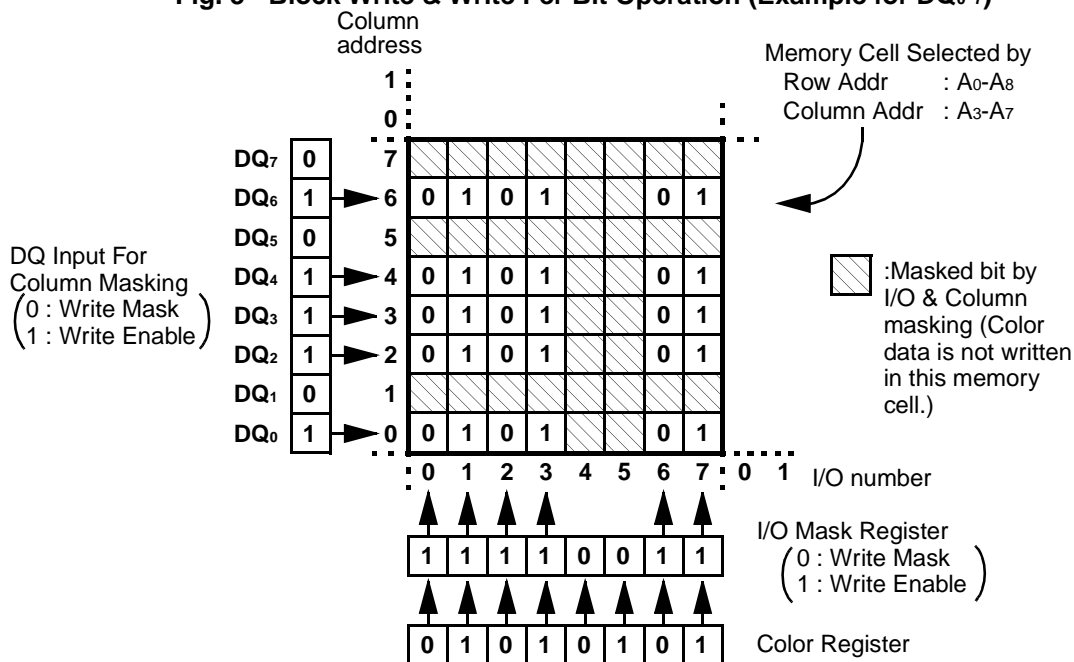 Fig. 3 Block Write & Write Per Bit Operation (Example for DQ0-7)
Column
address
Memory Cell Selected by
Row Addr : A0-A8
Column Addr : A3-A7
1
0
DQ7 0 7
DQ6 1 6 0 1 0 1 0 1
DQ5 0 5
DQ4 1 4 0 1 0 1 0 1
DQ3 1 3 0 1 0 1 0 1
DQ2 1 2 0 1 0 1 0 1
DQ1 0 1
DQ0 1 0 0 1 0 1 0 1
DQ Input For
Column Masking
(0 : Write Mask
1 : Write Enable)
:Masked bit by
I/O & Column
masking (Color
data is not written
in this memory
cell.)
0 1 2 3 4 5 6 7 0 1 I/O number
1 1 1 1 0 0 1 1
I/O Mask Register
(0 : Write Mask
1 : Write Enable)
0 1 0 1 0 1 0 1 Color Register